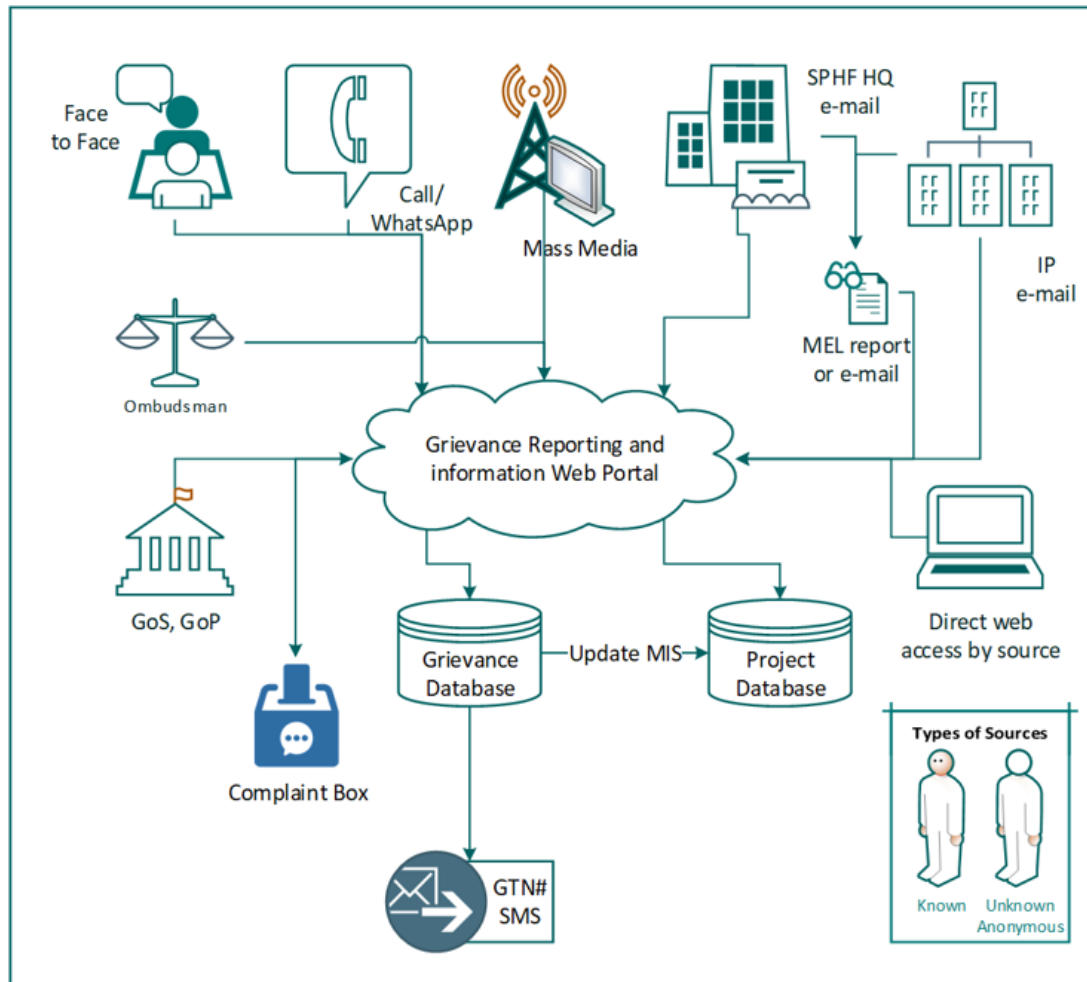 Face
to Face
Call/
WhatsApp
Mass Media
SPHF HQ
e-mail
IP
e-mail
MEL report
or e-mail
Ombudsman
Grievance Reporting and
information Web Portal
GoS, GoP
Complaint Box
Grievance
Database
Update MIS
Project
Database
Direct web
access by source
GTN#
SMS
Types of Sources
Known
Unknown
Anonymous